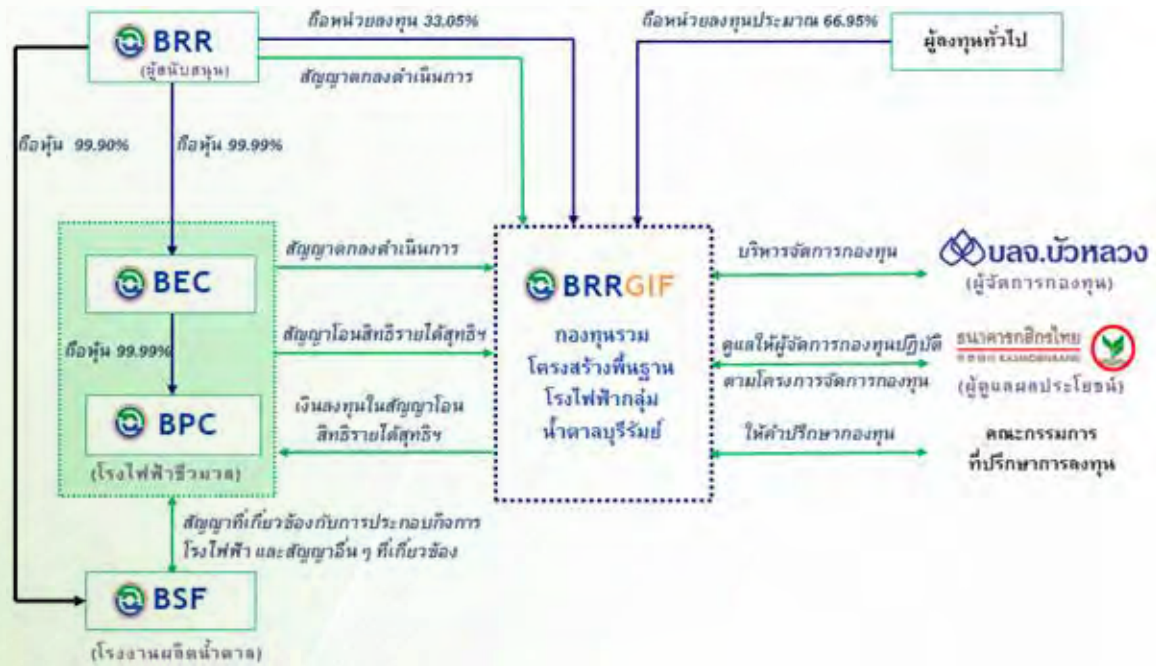 ถือหน่วยลงทุน 33.05%
ถือหน่วยลงทุนประมาณ 66.95%
BRR
(ผู้สนับสนุน)
ผู้ลงทุนทั่วไป
สัญญาตกลงดำเนินการ
ถือหุ้น 99.90%
ถือหุ้น 99.99%
สัญญาตกลงดำเนินการ
บริหารจัดการกองทุน
บลจ.บัวหลวง
(ผู้จัดการกองทุน)
BEC
BRRGIF
สัญญาโอนสิทธิรายได้สุทธิฯ
กองทุนรวม
โครงสร้างพื้นฐาน
โรงไฟฟ้ากลุ่ม
น้ำตาลบุรีรัมย์
ถือหุ้น 99.99%
ดูแลให้ผู้จัดการกองทุนปฏิบัติ
ตามโครงการจัดการกองทุน
ธนาคารกสิกรไทย
KASIKORNBANK
(ผู้ดูแลผลประโยชน์)
BPC
(โรงไฟฟ้าชีวมวล)
เงินลงทุนในสัญญาโอน
สิทธิรายได้สุทธิฯ
ให้คำปรึกษากองทุน
คณะกรรมการ
ที่ปรึกษาการลงทุน
สัญญาที่เกี่ยวข้องกับการประกอบกิจการ
โรงไฟฟ้า และสัญญาอื่น ๆ ที่เกี่ยวข้อง
BSF
(โรงงานผลิตน้ำตาล)